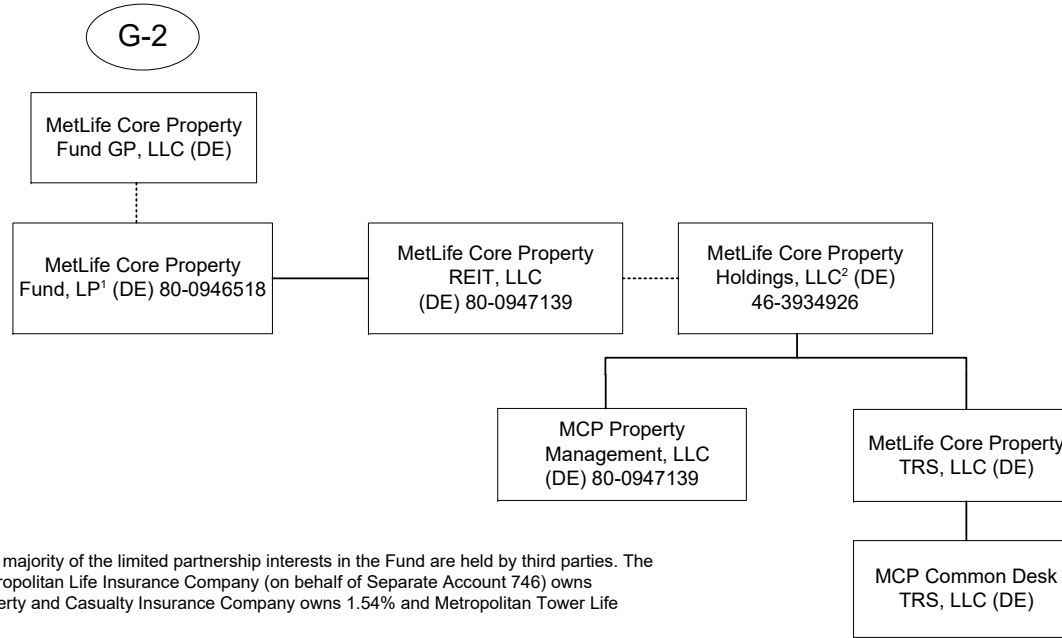 G-2
MetLife Core Property
Fund GP, LLC (DE)
MetLife Core Property
Fund, LP¹ (DE) 80-0946518
MetLife Core Property
REIT, LLC
(DE) 80-0947139
MetLife Core Property
Holdings, LLC² (DE)
46-3934926
MCP Property
Management, LLC
(DE) 80-0947139
MetLife Core Property
TRS, LLC (DE)
MCP Common Desk
TRS, LLC (DE)
majority of the limited partnership interests in the Fund are held by third parties. The
ropolitan Life Insurance Company (on behalf of Separate Account 746) owns
erty and Casualty Insurance Company owns 1.54% and Metropolitan Tower Life